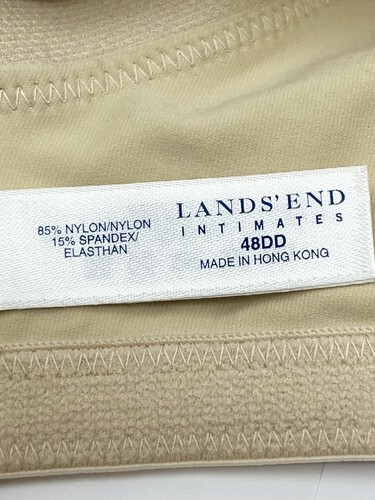 85% NYLON/NYLON
15% SPANDEX/
ELASTHAN
LANDS' END
INTIMATES
48DD
MADE IN HONG KONG